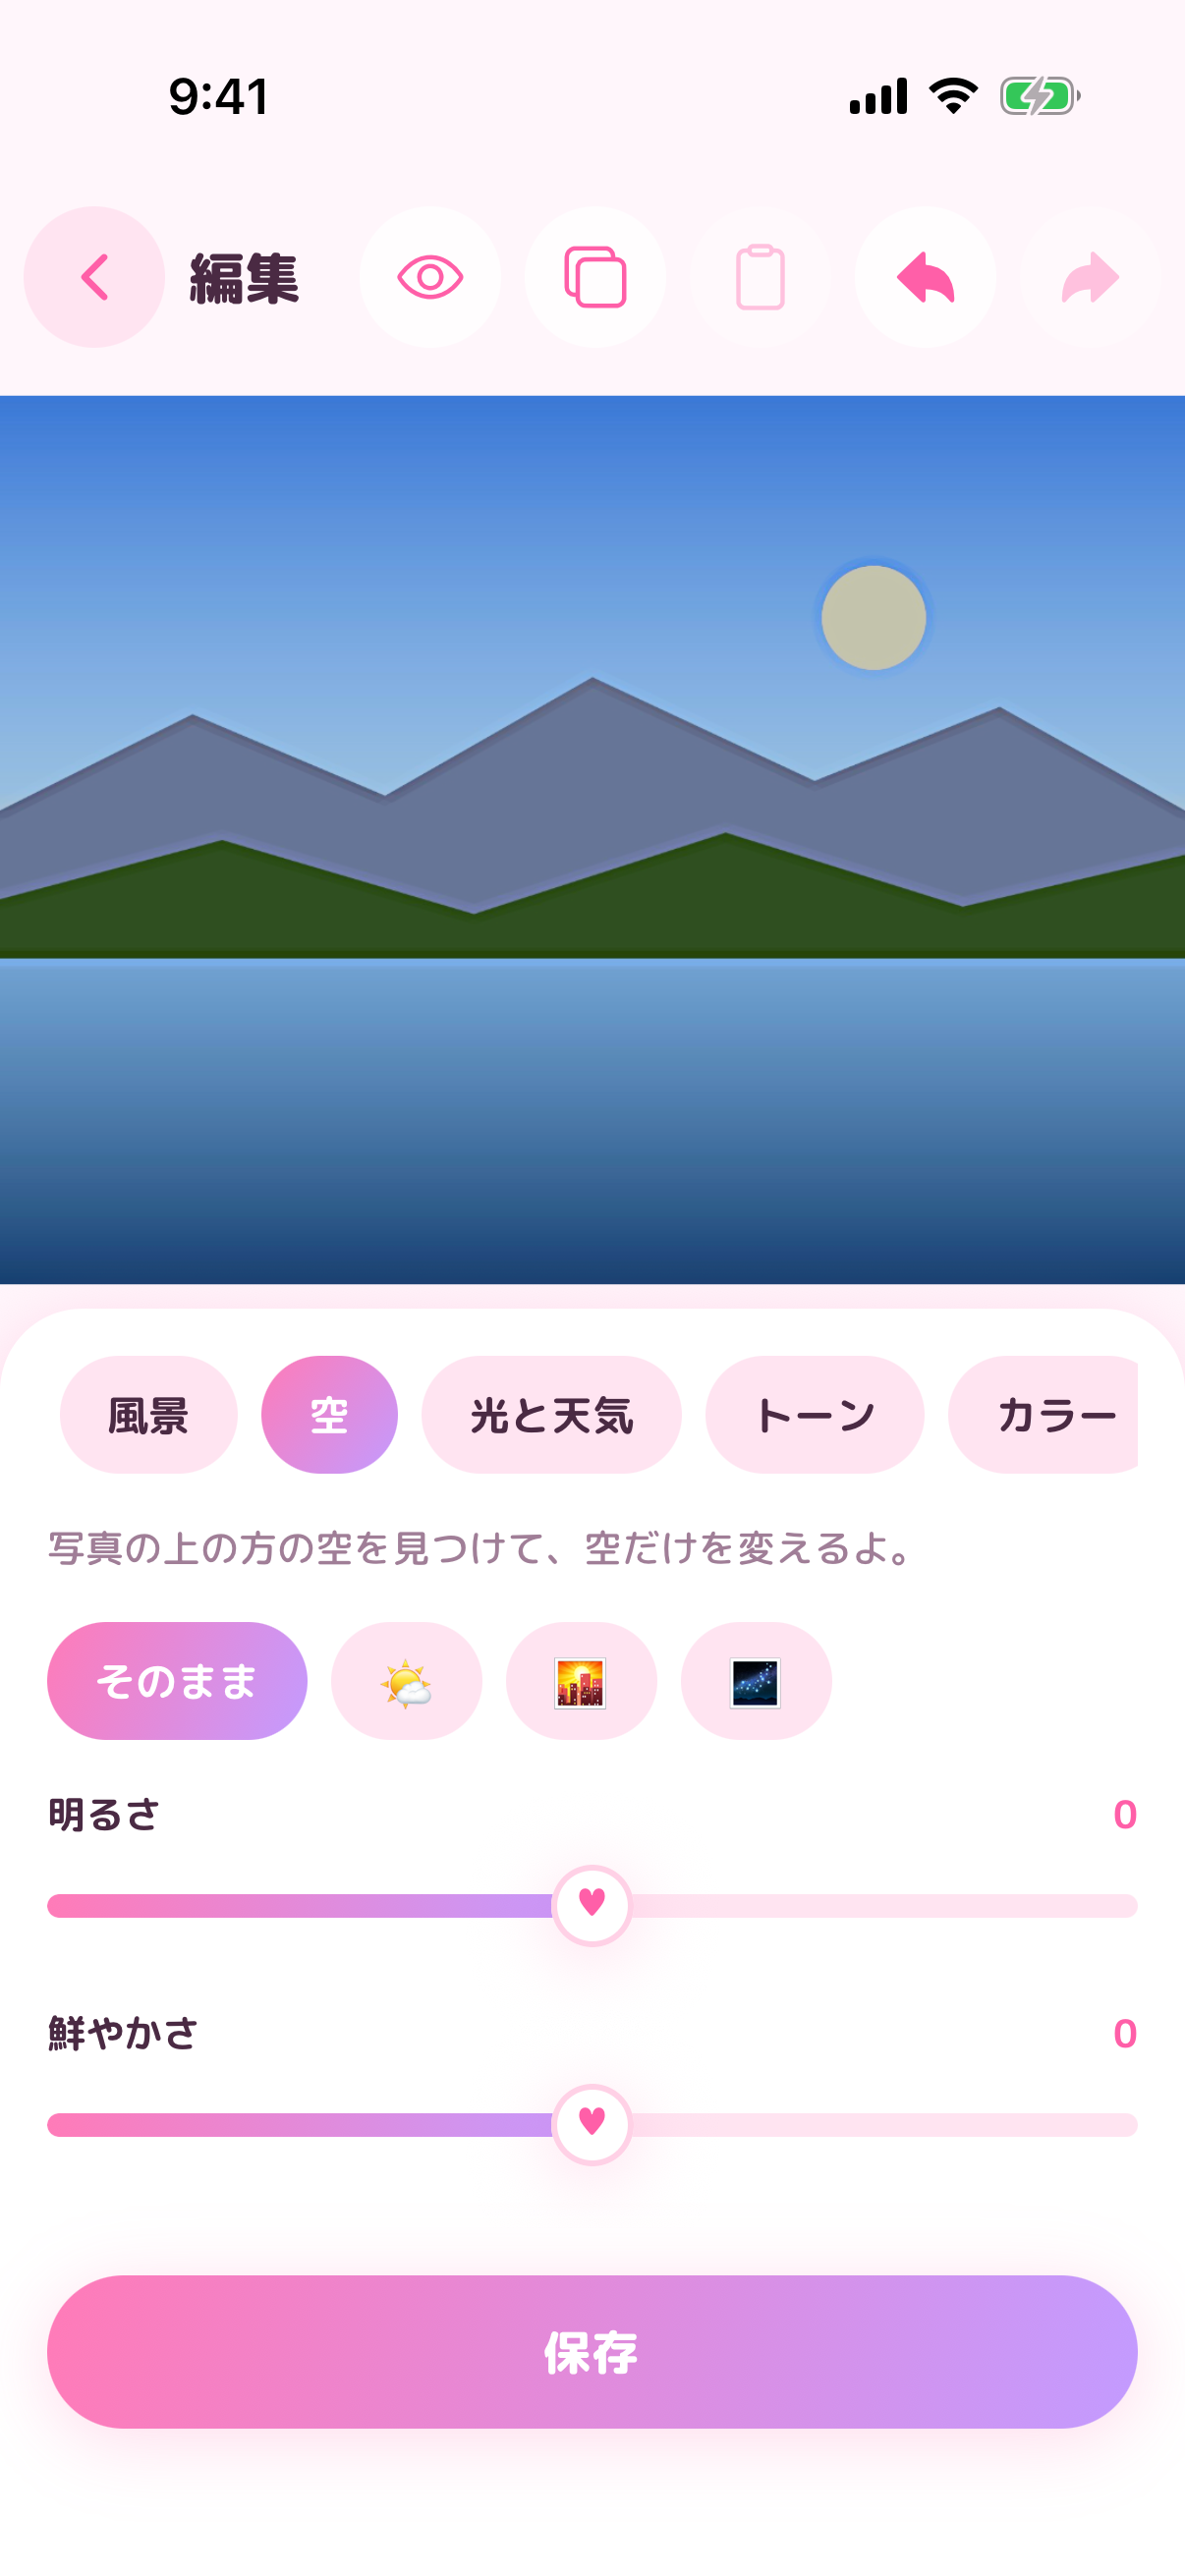 9:41
編集
風景
空
光と天気
トーン
カラー
写真の上の方の空を見つけて、空だけを変えるよ。
そのまま
明るさ
0
鮮やかさ
0
保存